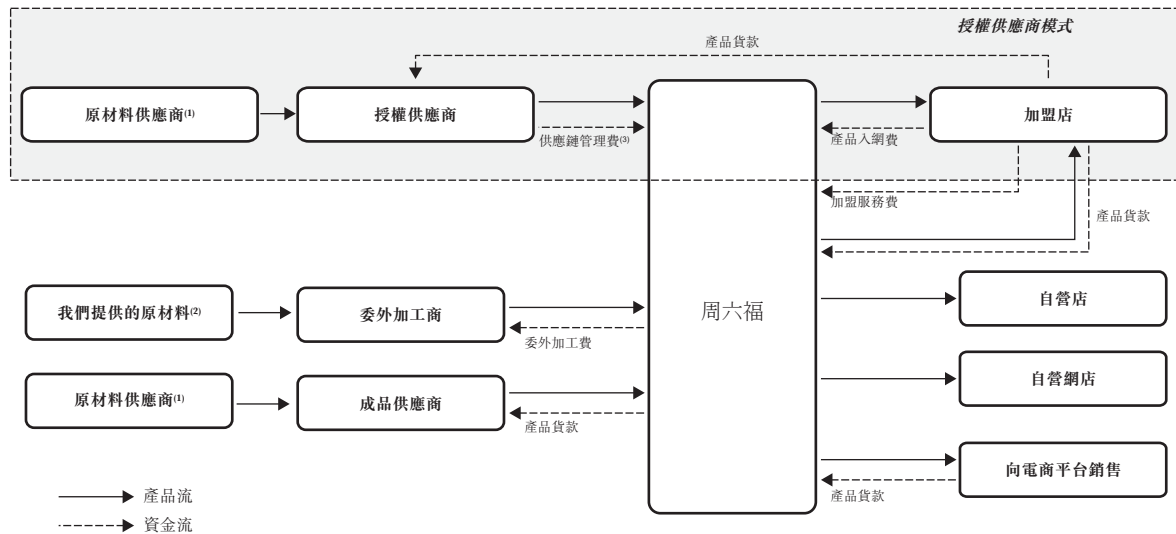 授權供應商模式
產品貨款
原材料供應商(1)
授權供應商
加盟店
供應鏈管理費(3)
產品入網費
加盟服務費
產品貨款
我們提供的原材料(2)
委外加工商
周六福
自營店
委外加工費
原材料供應商(1)
成品供應商
自營網店
產品貨款
向電商平台銷售
產品貨款
產品流
資金流